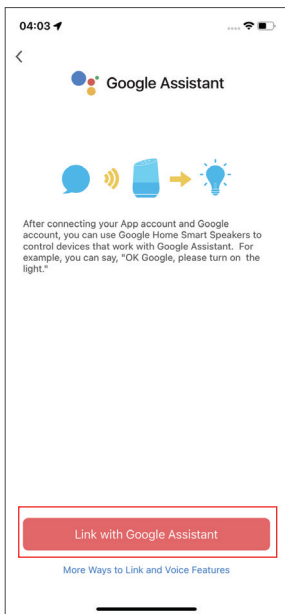 04:03
Google Assistant
After connecting your App account and Google
account, you can use Google Home Smart Speakers to
control devices that work with Google Assistant. For
example, you can say, "OK Google, please turn on the
light."
Link with Google Assistant
More Ways to Link and Voice Features